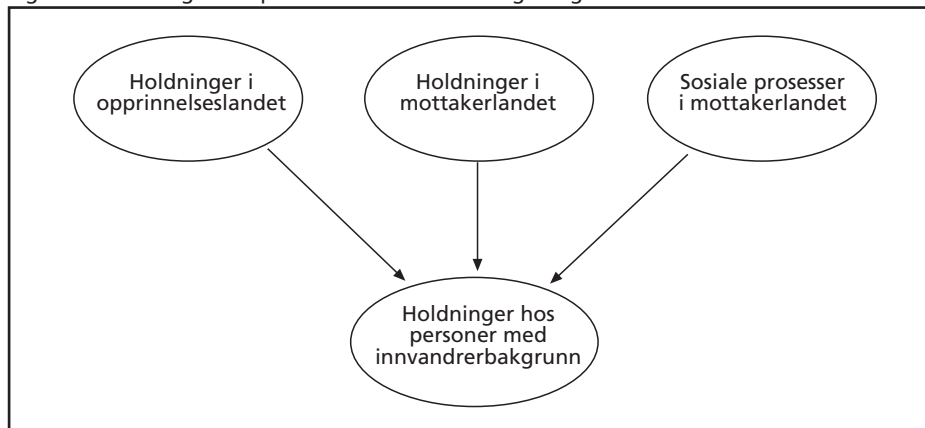 Holdninger i
opprinnelseslandet
Holdninger i
mottakerlandet
Sosiale prosesser
i mottakerlandet
Holdninger hos
personer med
innvandrerbakgrunn